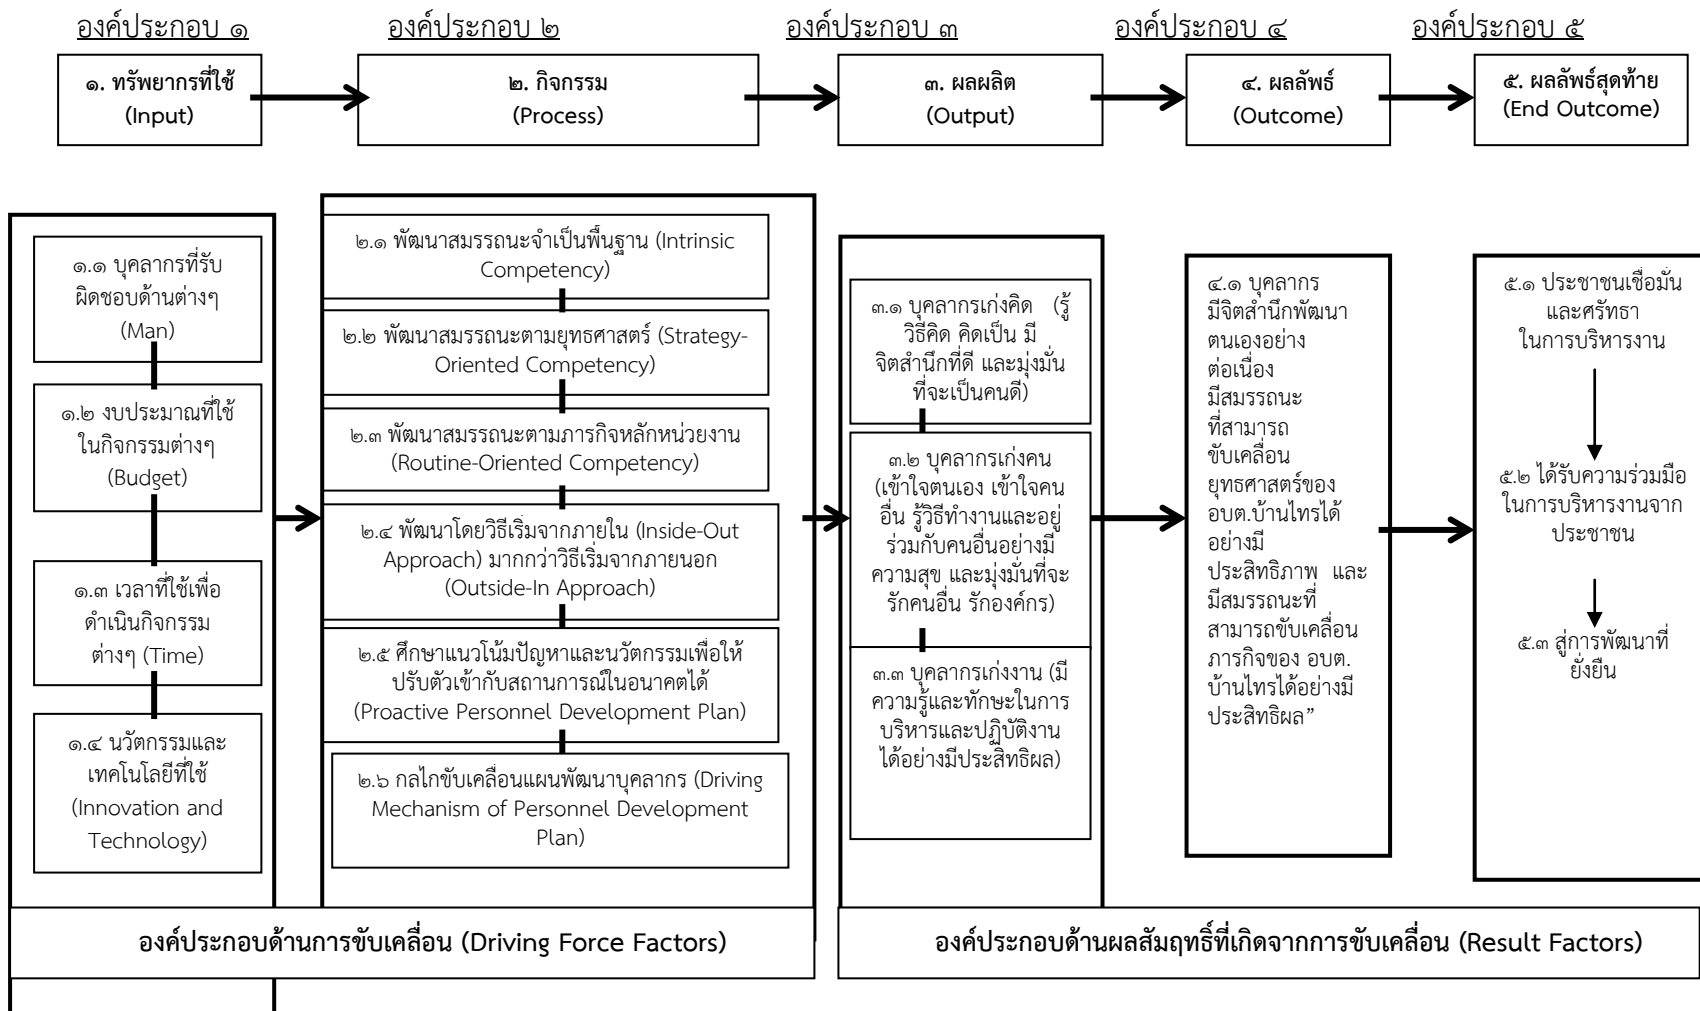 องค์ประกอบ ๑
องค์ประกอบ ๒
องค์ประกอบ ๓
องค์ประกอบ ๔
องค์ประกอบ ๕
๑. ทรัพยากรที่ใช้
(Input)
๒. กิจกรรม
(Process)
๓. ผลผลิต
(Output)
๔. ผลลัพธ์
(Outcome)
๕. ผลลัพธ์สุดท้าย
(End Outcome)
๑.๑ บุคลากรที่รับ
ผิดชอบด้านต่างๆ
(Man)
๑.๒ งบประมาณที่ใช้
ในกิจกรรมต่างๆ
(Budget)
๑.๓ เวลาที่ใช้เพื่อ
ดำเนินกิจกรรม
ต่างๆ (Time)
๑.๔ นวัตกรรมและ
เทคโนโลยีที่ใช้
(Innovation and
Technology)
๒.๑ พัฒนาสมรรถนะจำเป็นพื้นฐาน (Intrinsic
Competency)
๒.๒ พัฒนาสมรรถนะตามยุทธศาสตร์ (Strategy-
Oriented Competency)
๒.๓ พัฒนาสมรรถนะตามภารกิจหลักหน่วยงาน
(Routine-Oriented Competency)
๒.๔ พัฒนาโดยวิธีเริ่มจากภายใน (Inside-Out
Approach) มากกว่าวิธีเริ่มจากภายนอก
(Outside-In Approach)
๒.๕ ศึกษาแนวโน้มปัญหาและนวัตกรรมเพื่อให้
ปรับตัวเข้ากับสถานการณ์ในอนาคตได้
(Proactive Personnel Development Plan)
๒.๖ กลไกขับเคลื่อนแผนพัฒนาบุคลากร (Driving
Mechanism of Personnel Development
Plan)
๓.๑ บุคลากรเก่งคิด (รู้
วิธีคิด คิดเป็น มี
จิตสำนึกที่ดี และมุ่งมั่น
ที่จะเป็นคนดี)
๓.๒ บุคลากรเก่งคน
(เข้าใจตนเอง เข้าใจคน
อื่น รู้วิธีทำงานและอยู่
ร่วมกับคนอื่นอย่างมี
ความสุข และมุ่งมั่นที่จะ
รักคนอื่น รักองค์กร)
๓.๓ บุคลากรเก่งงาน (มี
ความรู้และทักษะในการ
บริหารและปฏิบัติงาน
ได้อย่างมีประสิทธิผล)
๔.๑ บุคลากร
มีจิตสำนึกพัฒนา
ตนเองอย่าง
ต่อเนื่อง
มีสมรรถนะ
ที่สามารถ
ขับเคลื่อน
ยุทธศาสตร์ของ
อบต.บ้านไทรได้
อย่างมี
ประสิทธิภาพ และ
มีสมรรถนะที่
สามารถขับเคลื่อน
ภารกิจของ อบต.
บ้านไทรได้อย่างมี
ประสิทธิผล”
๕.๑ ประชาชนเชื่อมั่น
และศรัทธา
ในการบริหารงาน
๕.๒ ได้รับความร่วมมือ
ในการบริหารงานจาก
ประชาชน
๕.๓ สู่การพัฒนาที่
ยั่งยืน
องค์ประกอบด้านการขับเคลื่อน (Driving Force Factors)
องค์ประกอบด้านผลสัมฤทธิ์ที่เกิดจากการขับเคลื่อน (Result Factors)